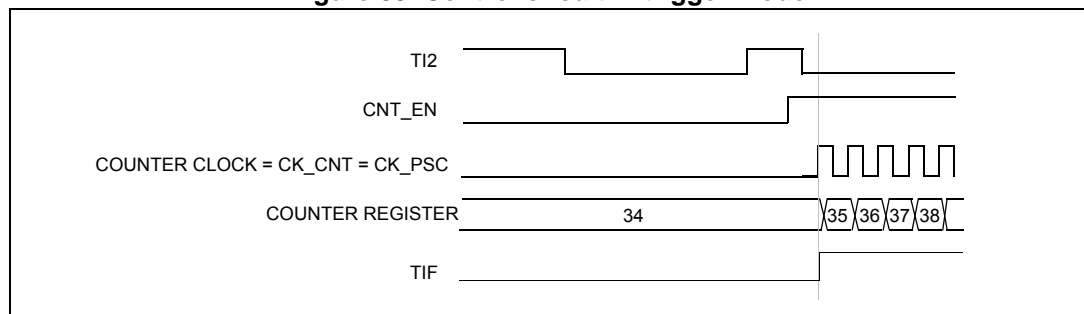 TI2
CNT_EN
COUNTER CLOCK = CK_CNT = CK_PSC
COUNTER REGISTER 34 35 36 37 38
TIF